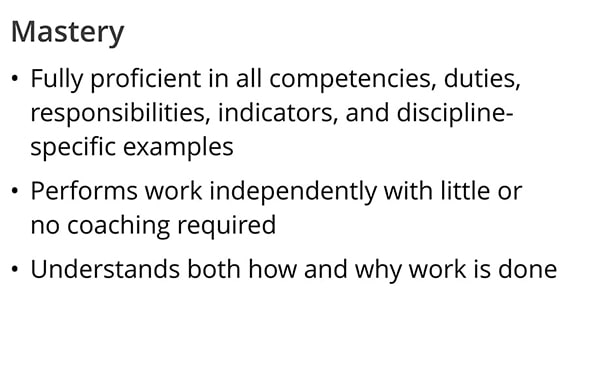 Mastery
• Fully proficient in all competencies, duties,
responsibilities, indicators, and discipline-
specific examples
• Performs work independently with little or
no coaching required
• Understands both how and why work is done